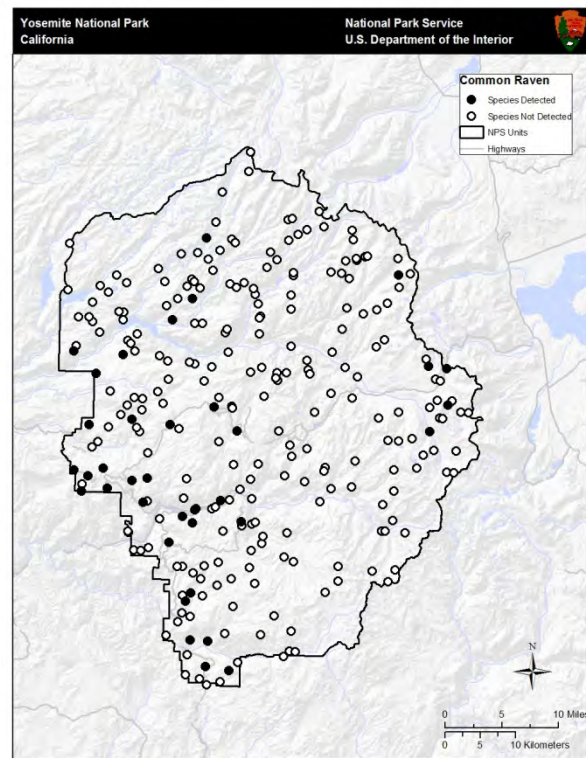 Yosemite National Park
California
National Park Service
U.S. Department of the Interior
Common Raven
Species Detected
Species Not Detected
NPS Units
Highways
N
0 5 10 Miles
0 5 10 Kilometers